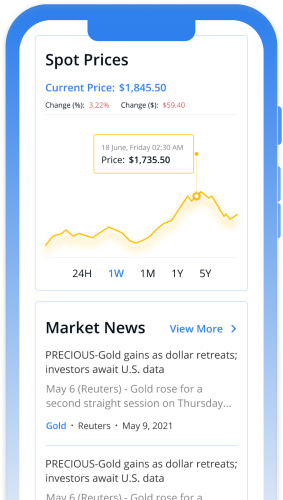 Spot Prices
Current Price: $1,845.50
Change (%): 3.22% Change ($): $59.40
18 June, Friday 02:30 AM
Price: $1,735.50
24H 1W 1M 1Y 5Y
Market News View More
PRECIOUS-Gold gains as dollar retreats;
investors await U.S. data
May 6 (Reuters) - Gold rose for a
second straight session on Thursday...
Gold • Reuters • May 9, 2021
PRECIOUS-Gold gains as dollar retreats;
investors await U.S. data
May 6 (Reuters) - Gold rose for a